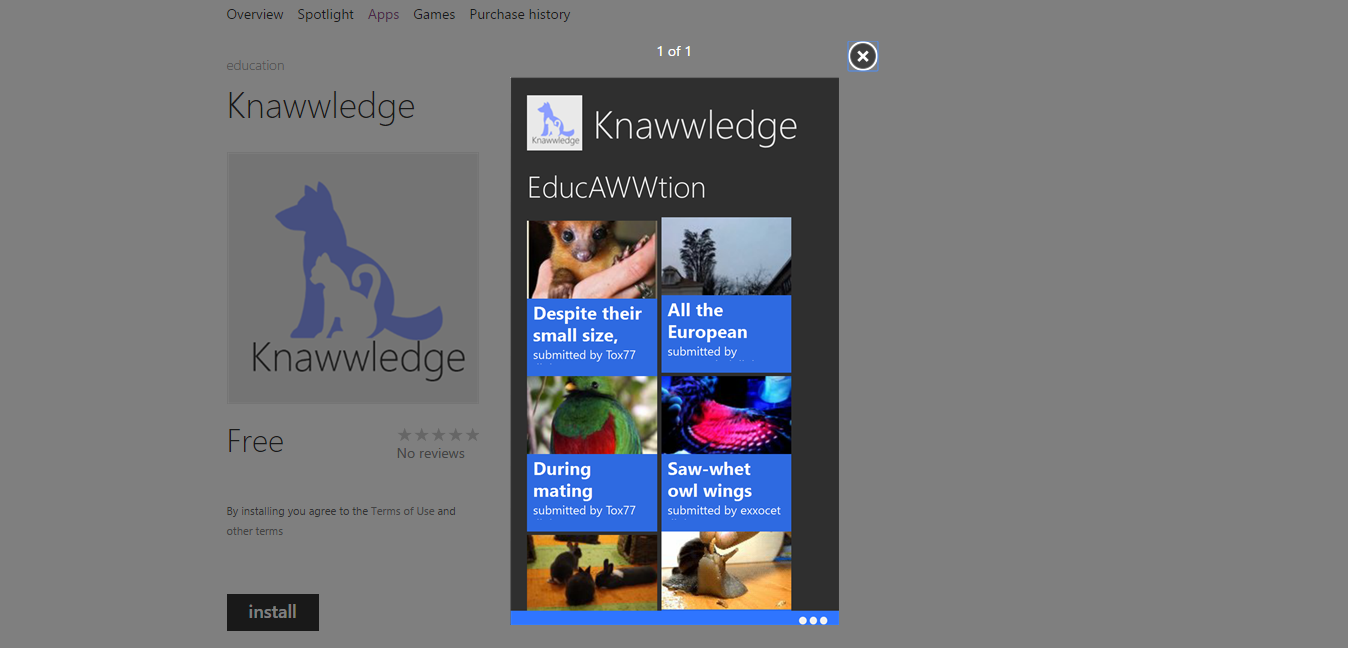 Overview Spotlight Apps Games Purchase history
1 of 1
education
Knawwledge
Knawwledge
Free
No reviews
By installing you agree to the Terms of Use and
other terms
install
Knawwledge
Knawwledge
EducAWWtion
Despite their
small size,
submitted by Tox77
All the
European
submitted by
During
mating
submitted by Tox77
Saw-whet
owl wings
submitted by exxocet